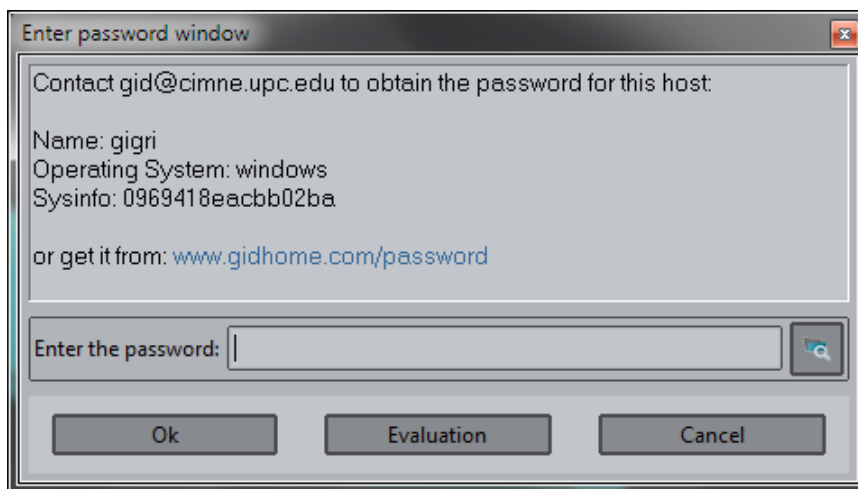 Enter password window
Contact gid@cimne.upc.edu to obtain the password for this host:
Name: gigri
Operating System: windows
Sysinfo: 0969418eacbb02ba
or get it from: www.gidhome.com/password
Enter the password:
Ok
Evaluation
Cancel